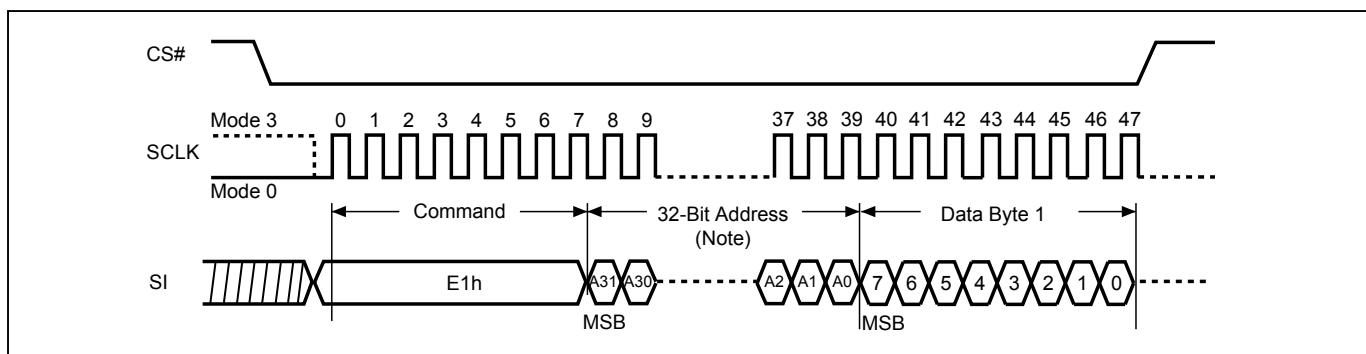 CS#
Mode 3
0 1 2 3 4 5 6 7 8 9 37 38 39 40 41 42 43 44 45 46 47
SCLK
Mode 0
Command 32-Bit Address Data Byte 1
(Note)
SI E1h A31 A30 A2 A1 A0 7 6 5 4 3 2 1 0
MSB MSB